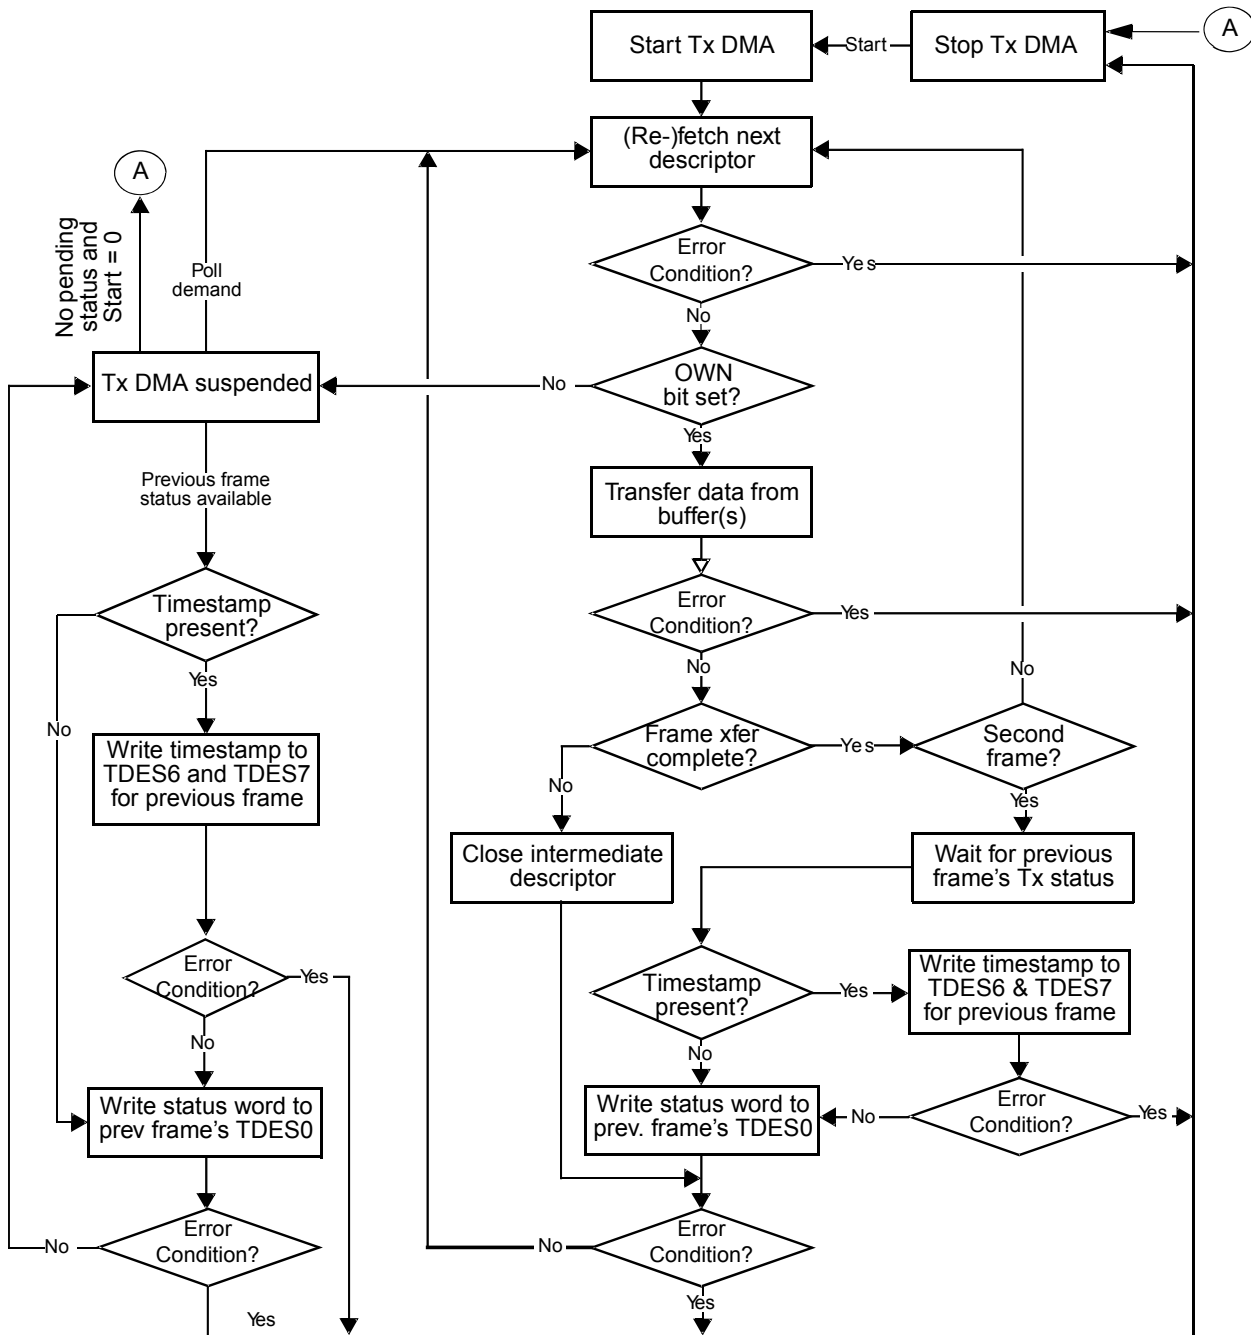 Start Tx DMA
Start
Stop Tx DMA
A
(Re-)fetch next
descriptor
A
No pending
status and
Start = 0
Poll
demand
Error
Condition?
Yes
No
Tx DMA suspended
No
OWN
bit set?
Yes
Previous frame
status available
Transfer data from
buffer(s)
Timestamp
present?
Error
Condition?
Yes
No
Yes
No
No
Write timestamp to
TDES6 and TDES7
for previous frame
Frame xfer
complete?
Yes
Second
frame?
No
Yes
Close intermediate
descriptor
Wait for previous
frame's Tx status
Error
Condition?
Yes
No
Timestamp
present?
Yes
Write timestamp to
TDES6 & TDES7
for previous frame
No
Write status word to
prev frame's TDES0
Write status word to
prev. frame's TDES0
No
Error
Condition?
Yes
No
Error
Condition?
Yes
No
Error
Condition?
Yes